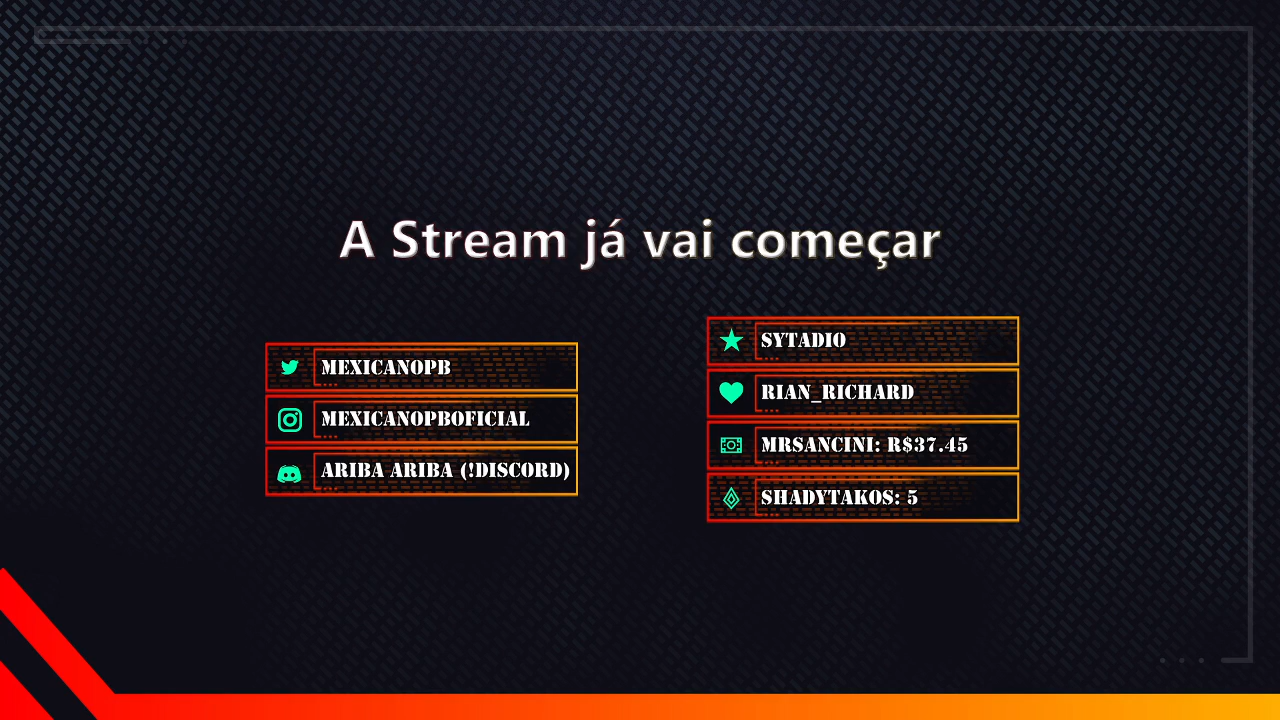 A Stream já vai começar
MEXICANOPB
MEXICANOPBOFICIAL
ARIBA ARIBA (!DISCORD)
SYTADIO
RIAN_RICHARD
MRSANCINI: R$37.45
SHADYTAKOS: 5